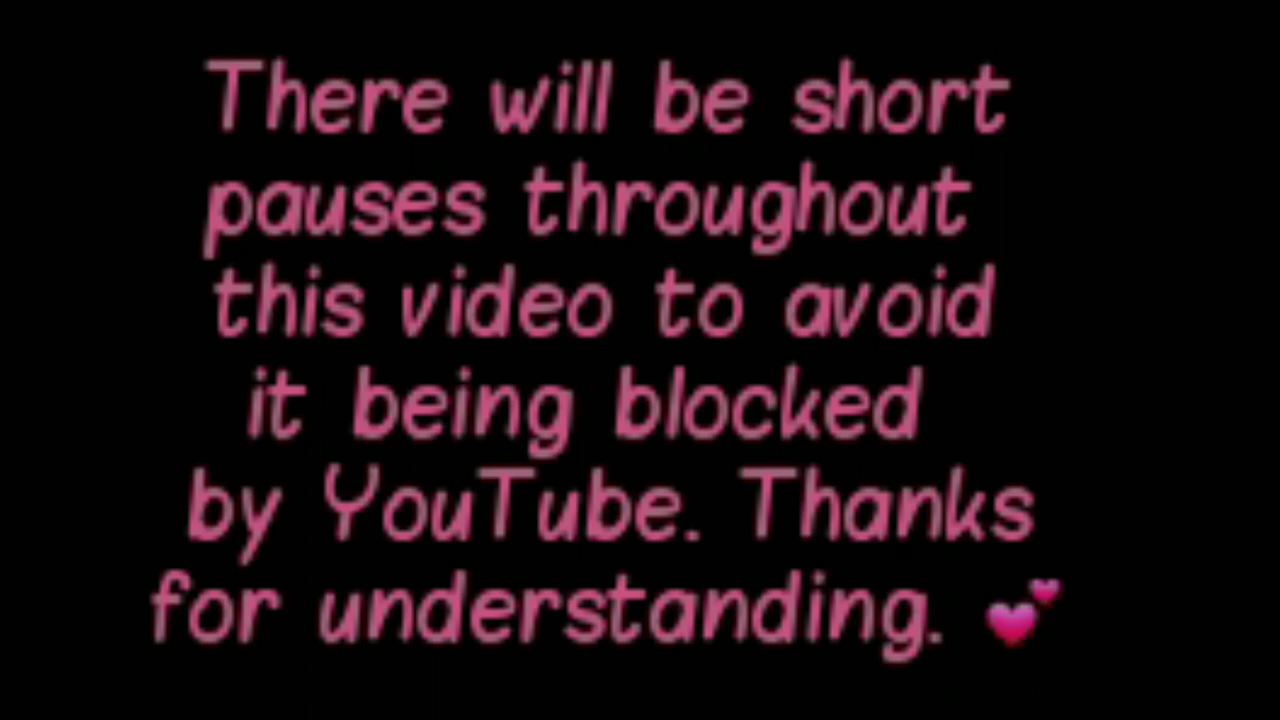 There will be short
pauses throughout
this video to avoid
it being blocked
by YouTube. Thanks
for understanding. 💕